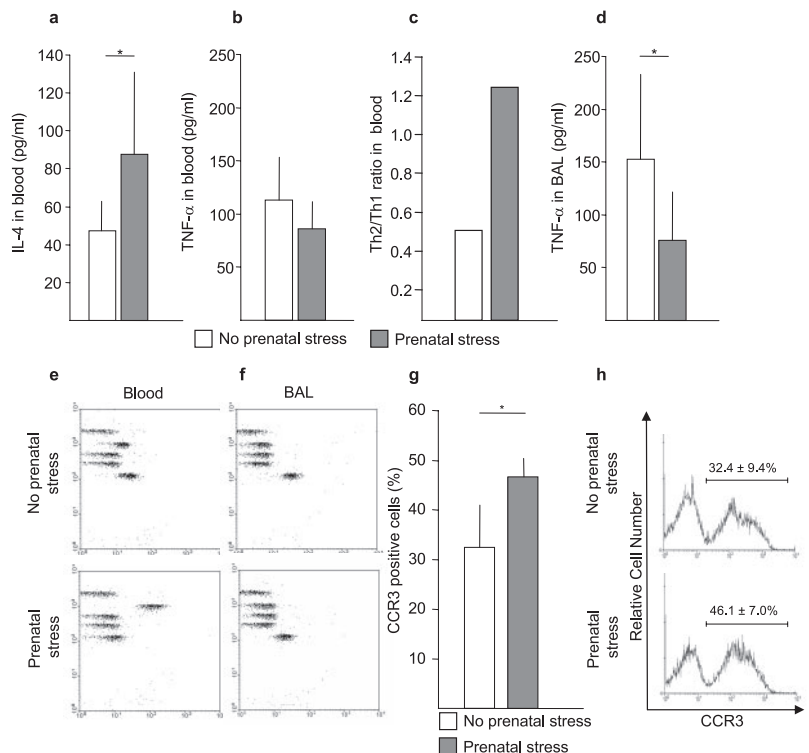 a
b
c
d
*
*
IL-4 in blood (pg/ml)
140
120
100
80
60
40
TNF-α in blood (pg/ml)
250
200
150
100
50
Th2/Th1 ratio in blood
1.4
1.2
1.0
0.8
0.6
0.4
0.2
TNF-α in BAL (pg/ml)
250
200
150
100
50
No prenatal stress
Prenatal stress
e
f
g
h
Blood
BAL
No prenatal
stress
Prenatal
stress
CCR3 positive cells (%)
60
50
40
30
20
10
*
No prenatal stress
Prenatal stress
Relative Cell Number
No prenatal
stress
32.4 ± 9.4%
Prenatal
stress
46.1 ± 7.0%
CCR3